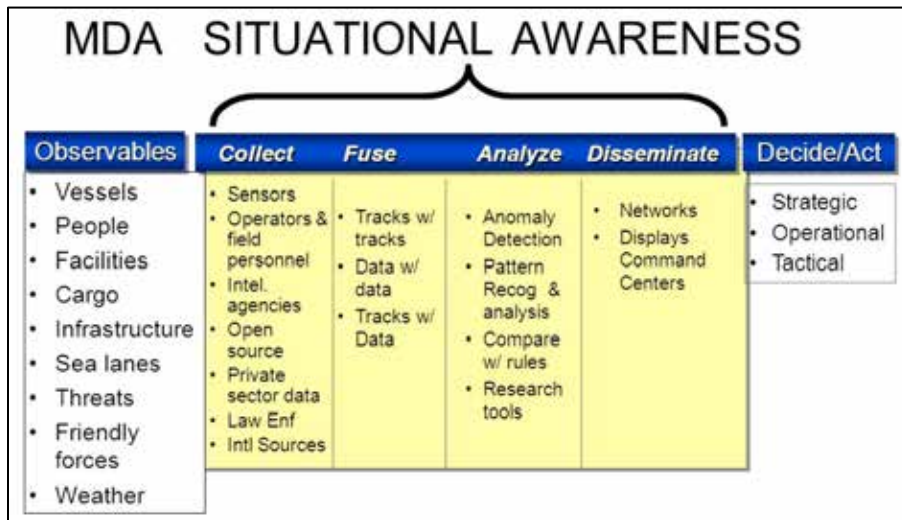 MDA SITUATIONAL AWARENESS
Observables
• Vessels
• People
• Facilities
• Cargo
• Infrastructure
• Sea lanes
• Threats
• Friendly
forces
• Weather
Collect
• Sensors
• Operators &
field
personnel
• Intel.
agencies
• Open
source
• Private
sector data
• Law Enf
• Intl Sources
Fuse
• Tracks w/
tracks
• Data w/
data
• Tracks w/
Data
Analyze
• Anomaly
Detection
• Pattern
Recog &
analysis
• Compare
w/ rules
• Research
tools
Disseminate
• Networks
• Displays
Command
Centers
Decide/Act
• Strategic
• Operational
• Tactical